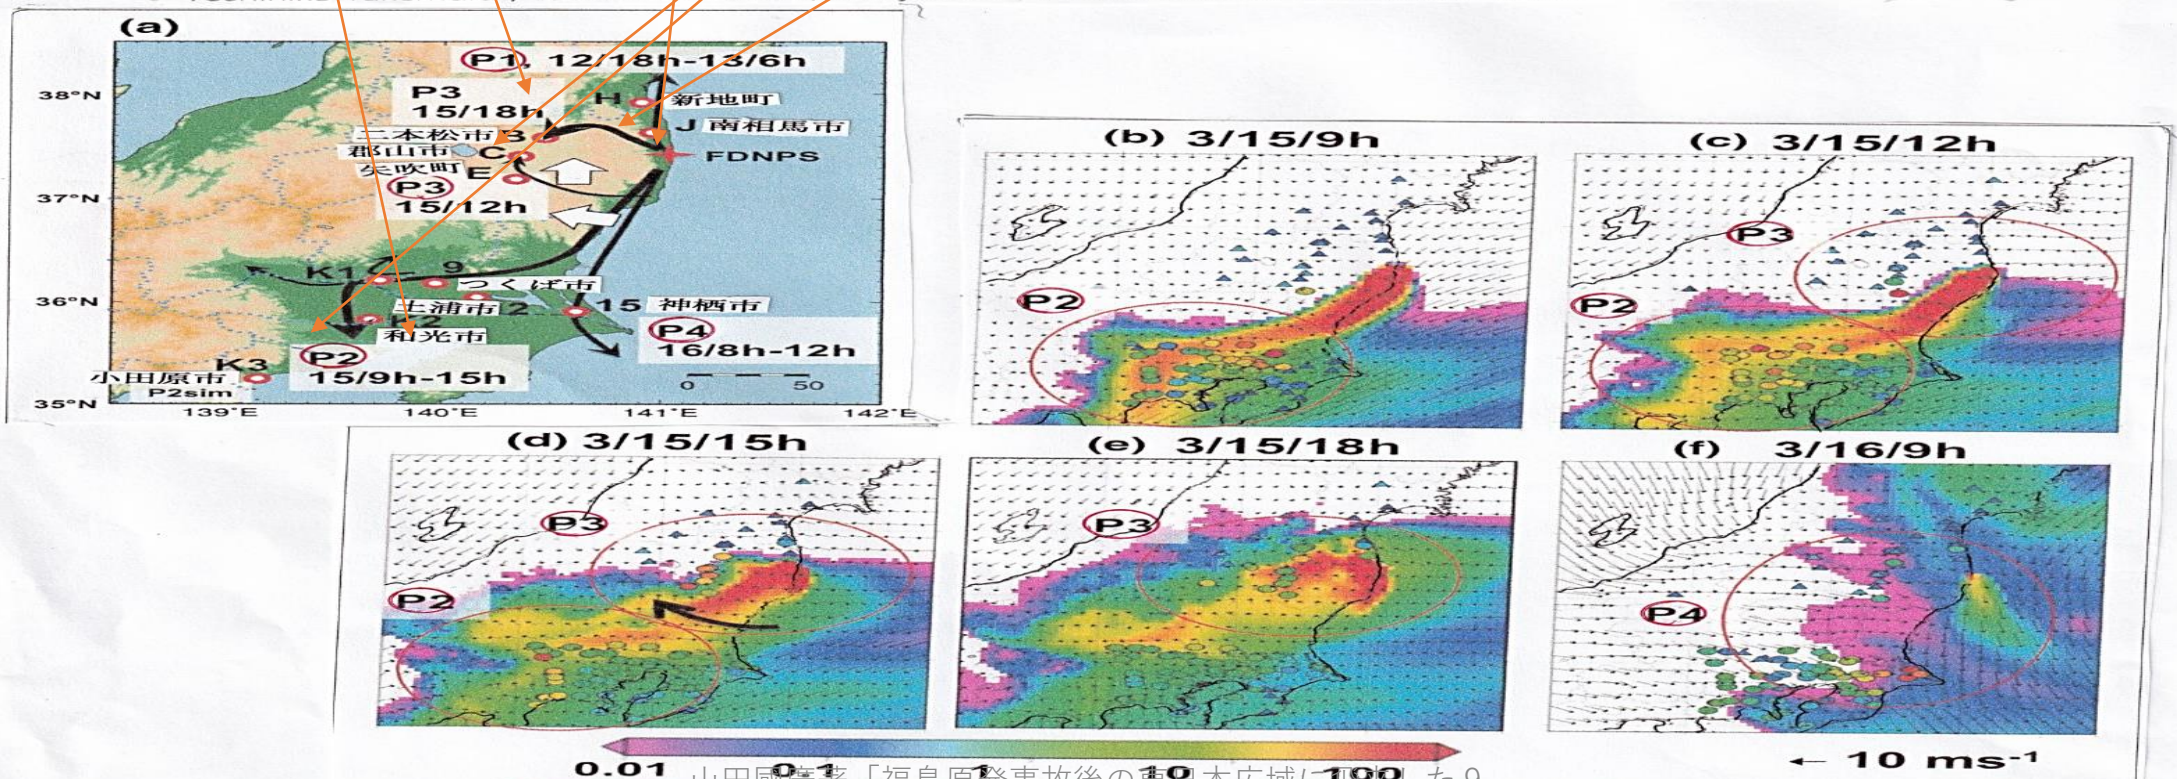 (a)
P1, 12/18h-13/6h
38°N
P3
15/18h
H 新地町
二本松市 B
J 南相馬市
郡山市 C
FDNPS
矢吹町 E
37°N
P3
15/12h
K1
9
つくば市
36°N
土浦市 2
15 神栖市
K2
和光市
P4
16/8h-12h
P2
15/9h-15h
K3
小田原市
P2sim
0 50
35°N
139°E 140°E 141°E 142°E
(b) 3/15/9h
P2
(c) 3/15/12h
P3
P2
(d) 3/15/15h
P3
P2
(e) 3/15/18h
P3
(f) 3/16/9h
P4
0.01 0.1 1 10 100
← 10 ms⁻¹